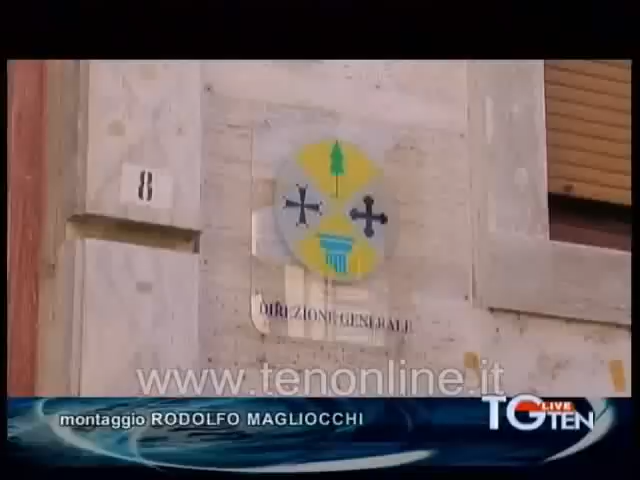 8
DIREZIONE GENERALE
www.tenonline.it
montaggio RODOLFO MAGLIOCCHI
TG LIVE TEN